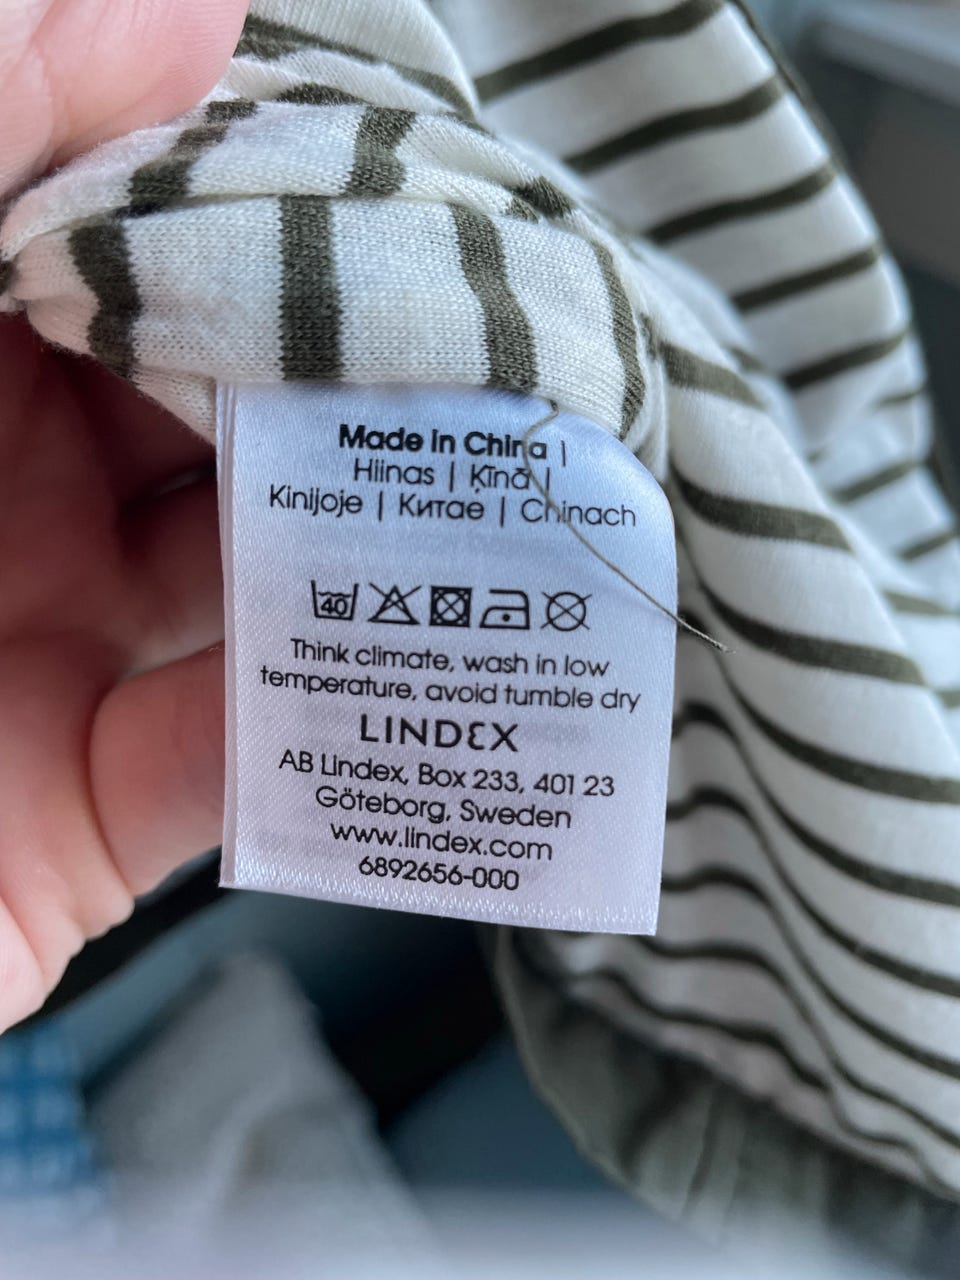 Made in China |
Hiinas | Ķīnā |
Kinijoje | Китае | Chinach
40
Think climate, wash in low
temperature, avoid tumble dry
LINDEX
AB Lindex, Box 233, 401 23
Göteborg, Sweden
www.lindex.com
6892656-000